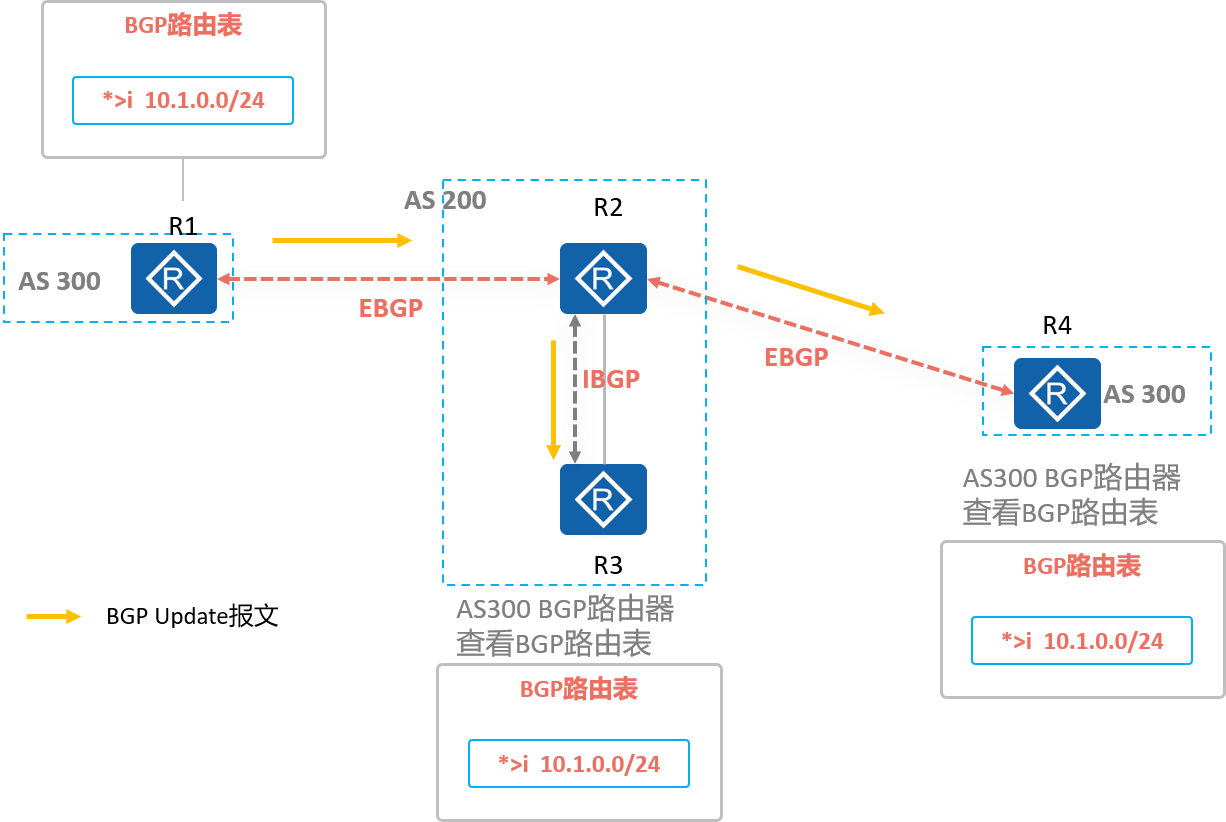 BGP路由表
*>i 10.1.0.0/24
AS 200
R1
R2
AS 300
R
R
EBGP
R4
EBGP
IBGP
R
AS 300
R
AS300 BGP路由器
查看BGP路由表
R3
BGP路由表
*>i 10.1.0.0/24
BGP Update报文
AS300 BGP路由器
查看BGP路由表
BGP路由表
*>i 10.1.0.0/24